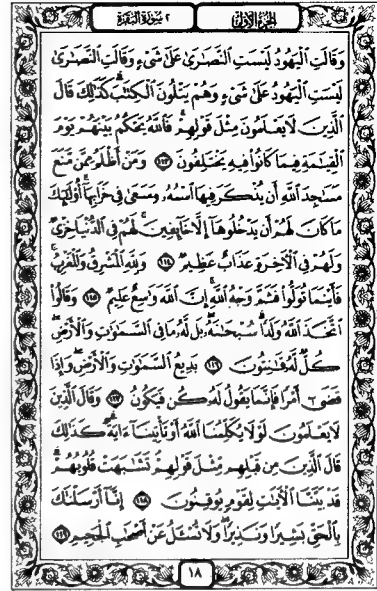 الجزء الأول
٢ سورة البقرة
وَقَالَتِ ٱلْيَهُودُ لَيْسَتِ ٱلنَّصَٰرَىٰ عَلَىٰ شَىْءٍ وَقَالَتِ ٱلنَّصَٰرَىٰ
لَيْسَتِ ٱلْيَهُودُ عَلَىٰ شَىْءٍ وَهُمْ يَتْلُونَ ٱلْكِتَٰبَ ۗ كَذَٰلِكَ قَالَ
ٱلَّذِينَ لَا يَعْلَمُونَ مِثْلَ قَوْلِهِمْ ۚ فَٱللَّهُ يَحْكُمُ بَيْنَهُمْ يَوْمَ
ٱلْقِيَٰمَةِ فِيمَا كَانُوا۟ فِيهِ يَخْتَلِفُونَ ١١٣ وَمَنْ أَظْلَمُ مِمَّن مَّنَعَ
مَسَٰجِدَ ٱللَّهِ أَن يُذْكَرَ فِيهَا ٱسْمُهُۥ وَسَعَىٰ فِى خَرَابِهَآ ۚ أُو۟لَٰٓئِكَ
مَا كَانَ لَهُمْ أَن يَدْخُلُوهَآ إِلَّا خَآئِفِينَ ۚ لَهُمْ فِى ٱلدُّنْيَا خِزْىٌ
وَلَهُمْ فِى ٱلْءَاخِرَةِ عَذَابٌ عَظِيمٌ ١١٤ وَلِلَّهِ ٱلْمَشْرِقُ وَٱلْمَغْرِبُ ۚ
فَأَيْنَمَا تُوَلُّوا۟ فَثَمَّ وَجْهُ ٱللَّهِ ۚ إِنَّ ٱللَّهَ وَٰسِعٌ عَلِيمٌ ١١٥ وَقَالُوا۟
ٱتَّخَذَ ٱللَّهُ وَلَدًا ۗ سُبْحَٰنَهُۥ ۖ بَل لَّهُۥ مَا فِى ٱلسَّمَٰوَٰتِ وَٱلْأَرْضِ ۖ
كُلٌّ لَّهُۥ قَٰنِتُونَ ١١٦ بَدِيعُ ٱلسَّمَٰوَٰتِ وَٱلْأَرْضِ ۖ وَإِذَا
قَضَىٰٓ أَمْرًا فَإِنَّمَا يَقُولُ لَهُۥ كُن فَيَكُونُ ١١٧ وَقَالَ ٱلَّذِينَ
لَا يَعْلَمُونَ لَوْلَا يُكَلِّمُنَا ٱللَّهُ أَوْ تَأْتِينَآ ءَايَةٌ ۗ كَذَٰلِكَ
قَالَ ٱلَّذِينَ مِن قَبْلِهِم مِّثْلَ قَوْلِهِمْ ۘ تَشَٰبَهَتْ قُلُوبُهُمْ ۗ
قَدْ بَيَّنَّا ٱلْءَايَٰتِ لِقَوْمٍ يُوقِنُونَ ١١٨ إِنَّآ أَرْسَلْنَٰكَ
بِٱلْحَقِّ بَشِيرًا وَنَذِيرًا ۖ وَلَا تُسْـَٔلُ عَنْ أَصْحَٰبِ ٱلْجَحِيمِ ١١٩
١٨